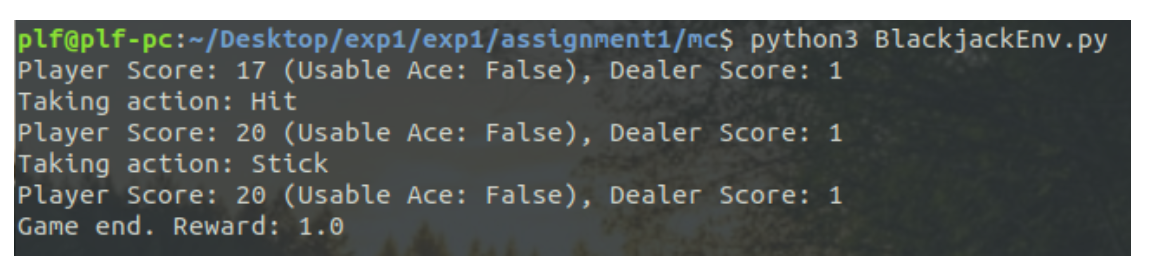 plf@plf-pc:~/Desktop/exp1/exp1/assignment1/mc$ python3 BlackjackEnv.py
Player Score: 17 (Usable Ace: False), Dealer Score: 1
Taking action: Hit
Player Score: 20 (Usable Ace: False), Dealer Score: 1
Taking action: Stick
Player Score: 20 (Usable Ace: False), Dealer Score: 1
Game end. Reward: 1.0